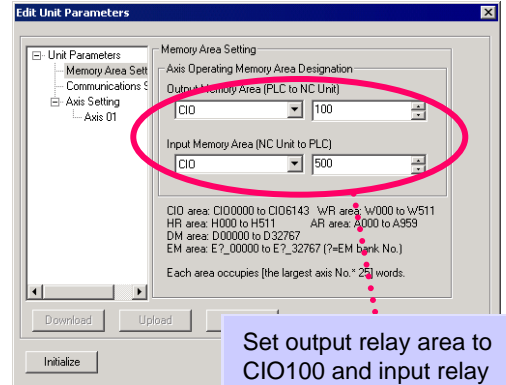 Edit Unit Parameters
Unit Parameters
Memory Area Sett
Communications S
Axis Setting
Axis 01
Memory Area Setting
Axis Operating Memory Area Designation
Output Memory Area (PLC to NC Unit)
CIO
100
Input Memory Area (NC Unit to PLC)
CIO
500
CIO area: CIO0000 to CIO6143 WR area: W000 to W511
HR area: H000 to H511 AR area: A000 to A959
DM area: D00000 to D32767
EM area: E?_00000 to E?_32767 (?=EM bank No.)
Each area occupies [the largest axis No.* 25] words.
Download
Upload
Initialize
Set output relay area to
CIO100 and input relay